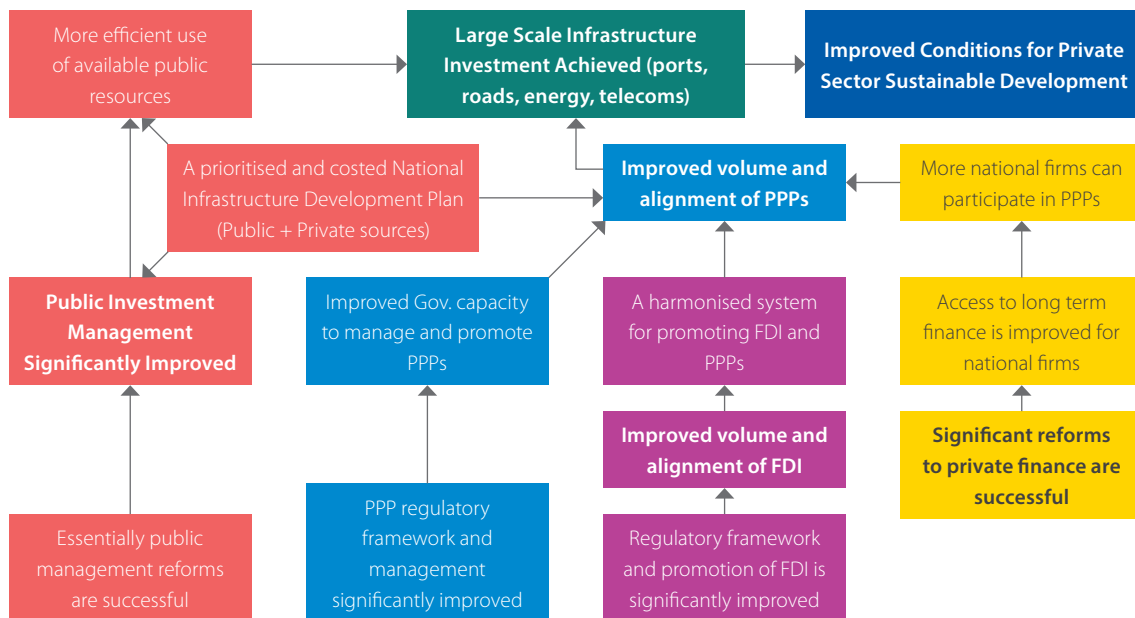 More efficient use
of available public
resources
Large Scale Infrastructure
Investment Achieved (ports,
roads, energy, telecoms)
Improved Conditions for Private
Sector Sustainable Development
A prioritised and costed National
Infrastructure Development Plan
(Public + Private sources)
Improved volume and
alignment of PPPs
More national firms can
participate in PPPs
Public Investment
Management
Significantly Improved
Improved Gov. capacity
to manage and promote
PPPs
A harmonised system
for promoting FDI and
PPPs
Access to long term
finance is improved for
national firms
Improved volume and
alignment of FDI
Significant reforms
to private finance are
successful
Essentially public
management reforms
are successful
PPP regulatory
framework and
management
significantly improved
Regulatory framework
and promotion of FDI is
significantly improved